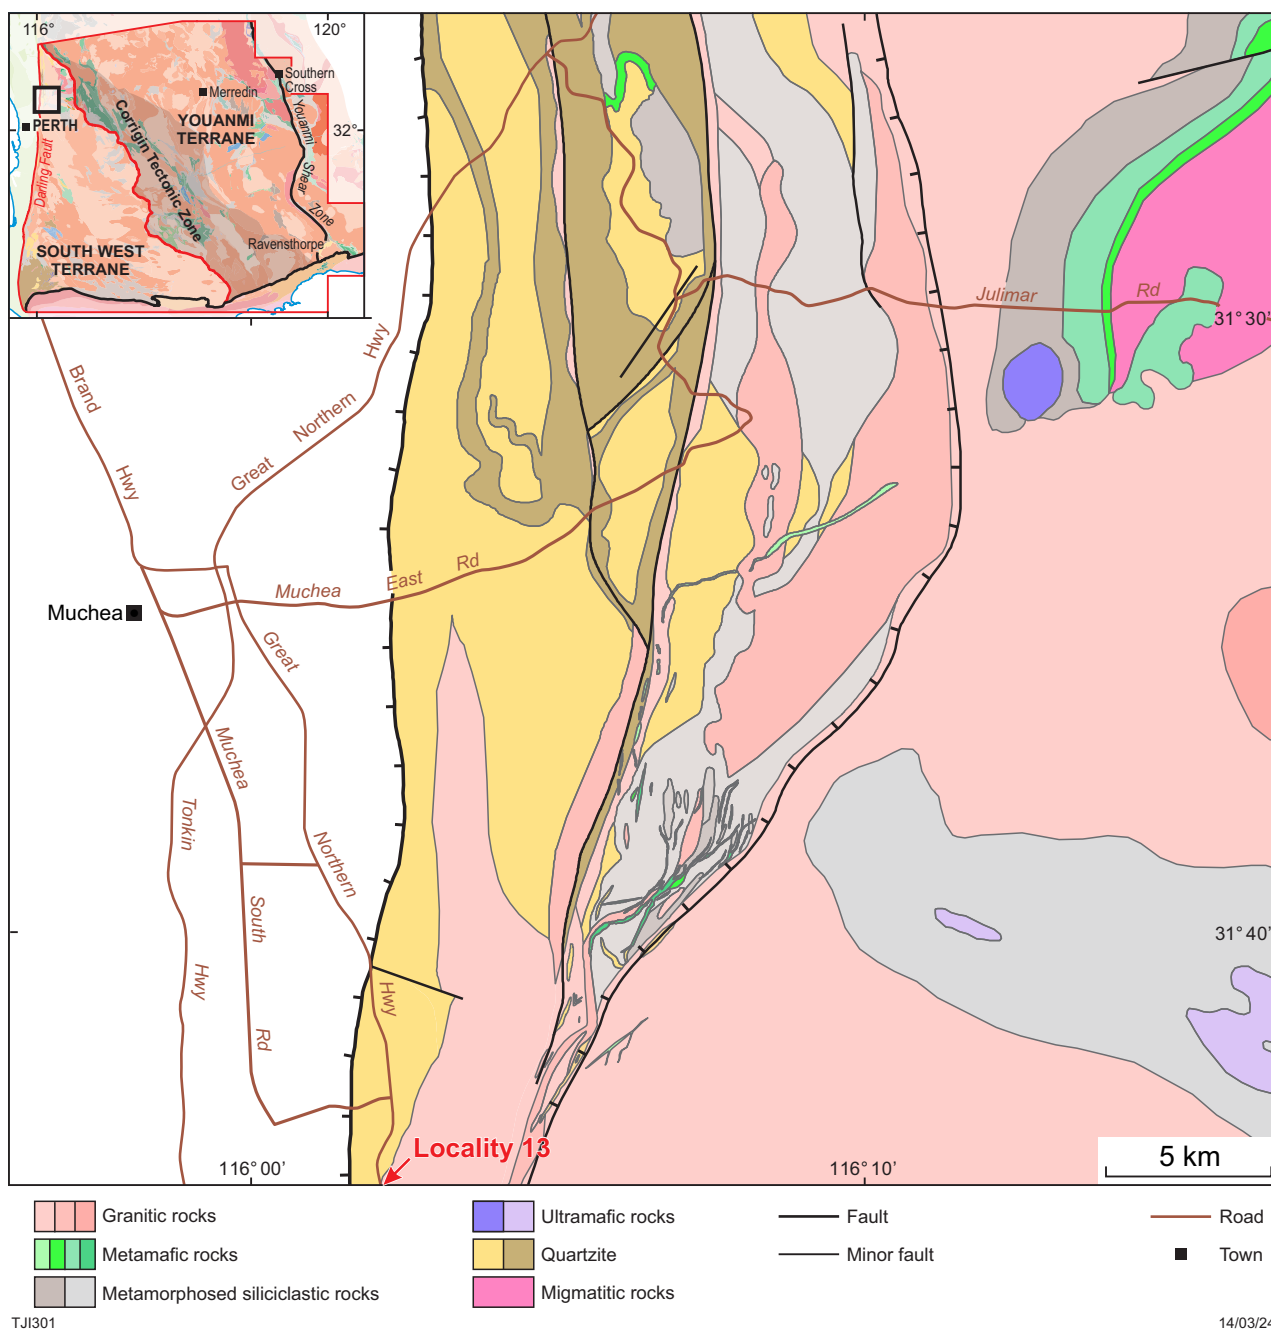 116°
120°
Southern
Cross
Merredin
YOUANMI
TERRANE
PERTH
32°
Corrigin Tectonic Zone
Youanmi
Shear
Zone
Darling Fault
Ravensthorpe
SOUTH WEST
TERRANE
Brand
Hwy
Great
Northern
Hwy
Julimar
Rd
31° 30'
Muchea
East
Rd
Muchea
Great
Northern
Hwy
Muchea
South
Rd
Tonkin
Hwy
31° 40'
Locality 13
116° 00'
116° 10'
5 km
Granitic rocks
Metamafic rocks
Metamorphosed siliciclastic rocks
Ultramafic rocks
Quartzite
Migmatitic rocks
Fault
Minor fault
Road
Town
TJI301
14/03/24